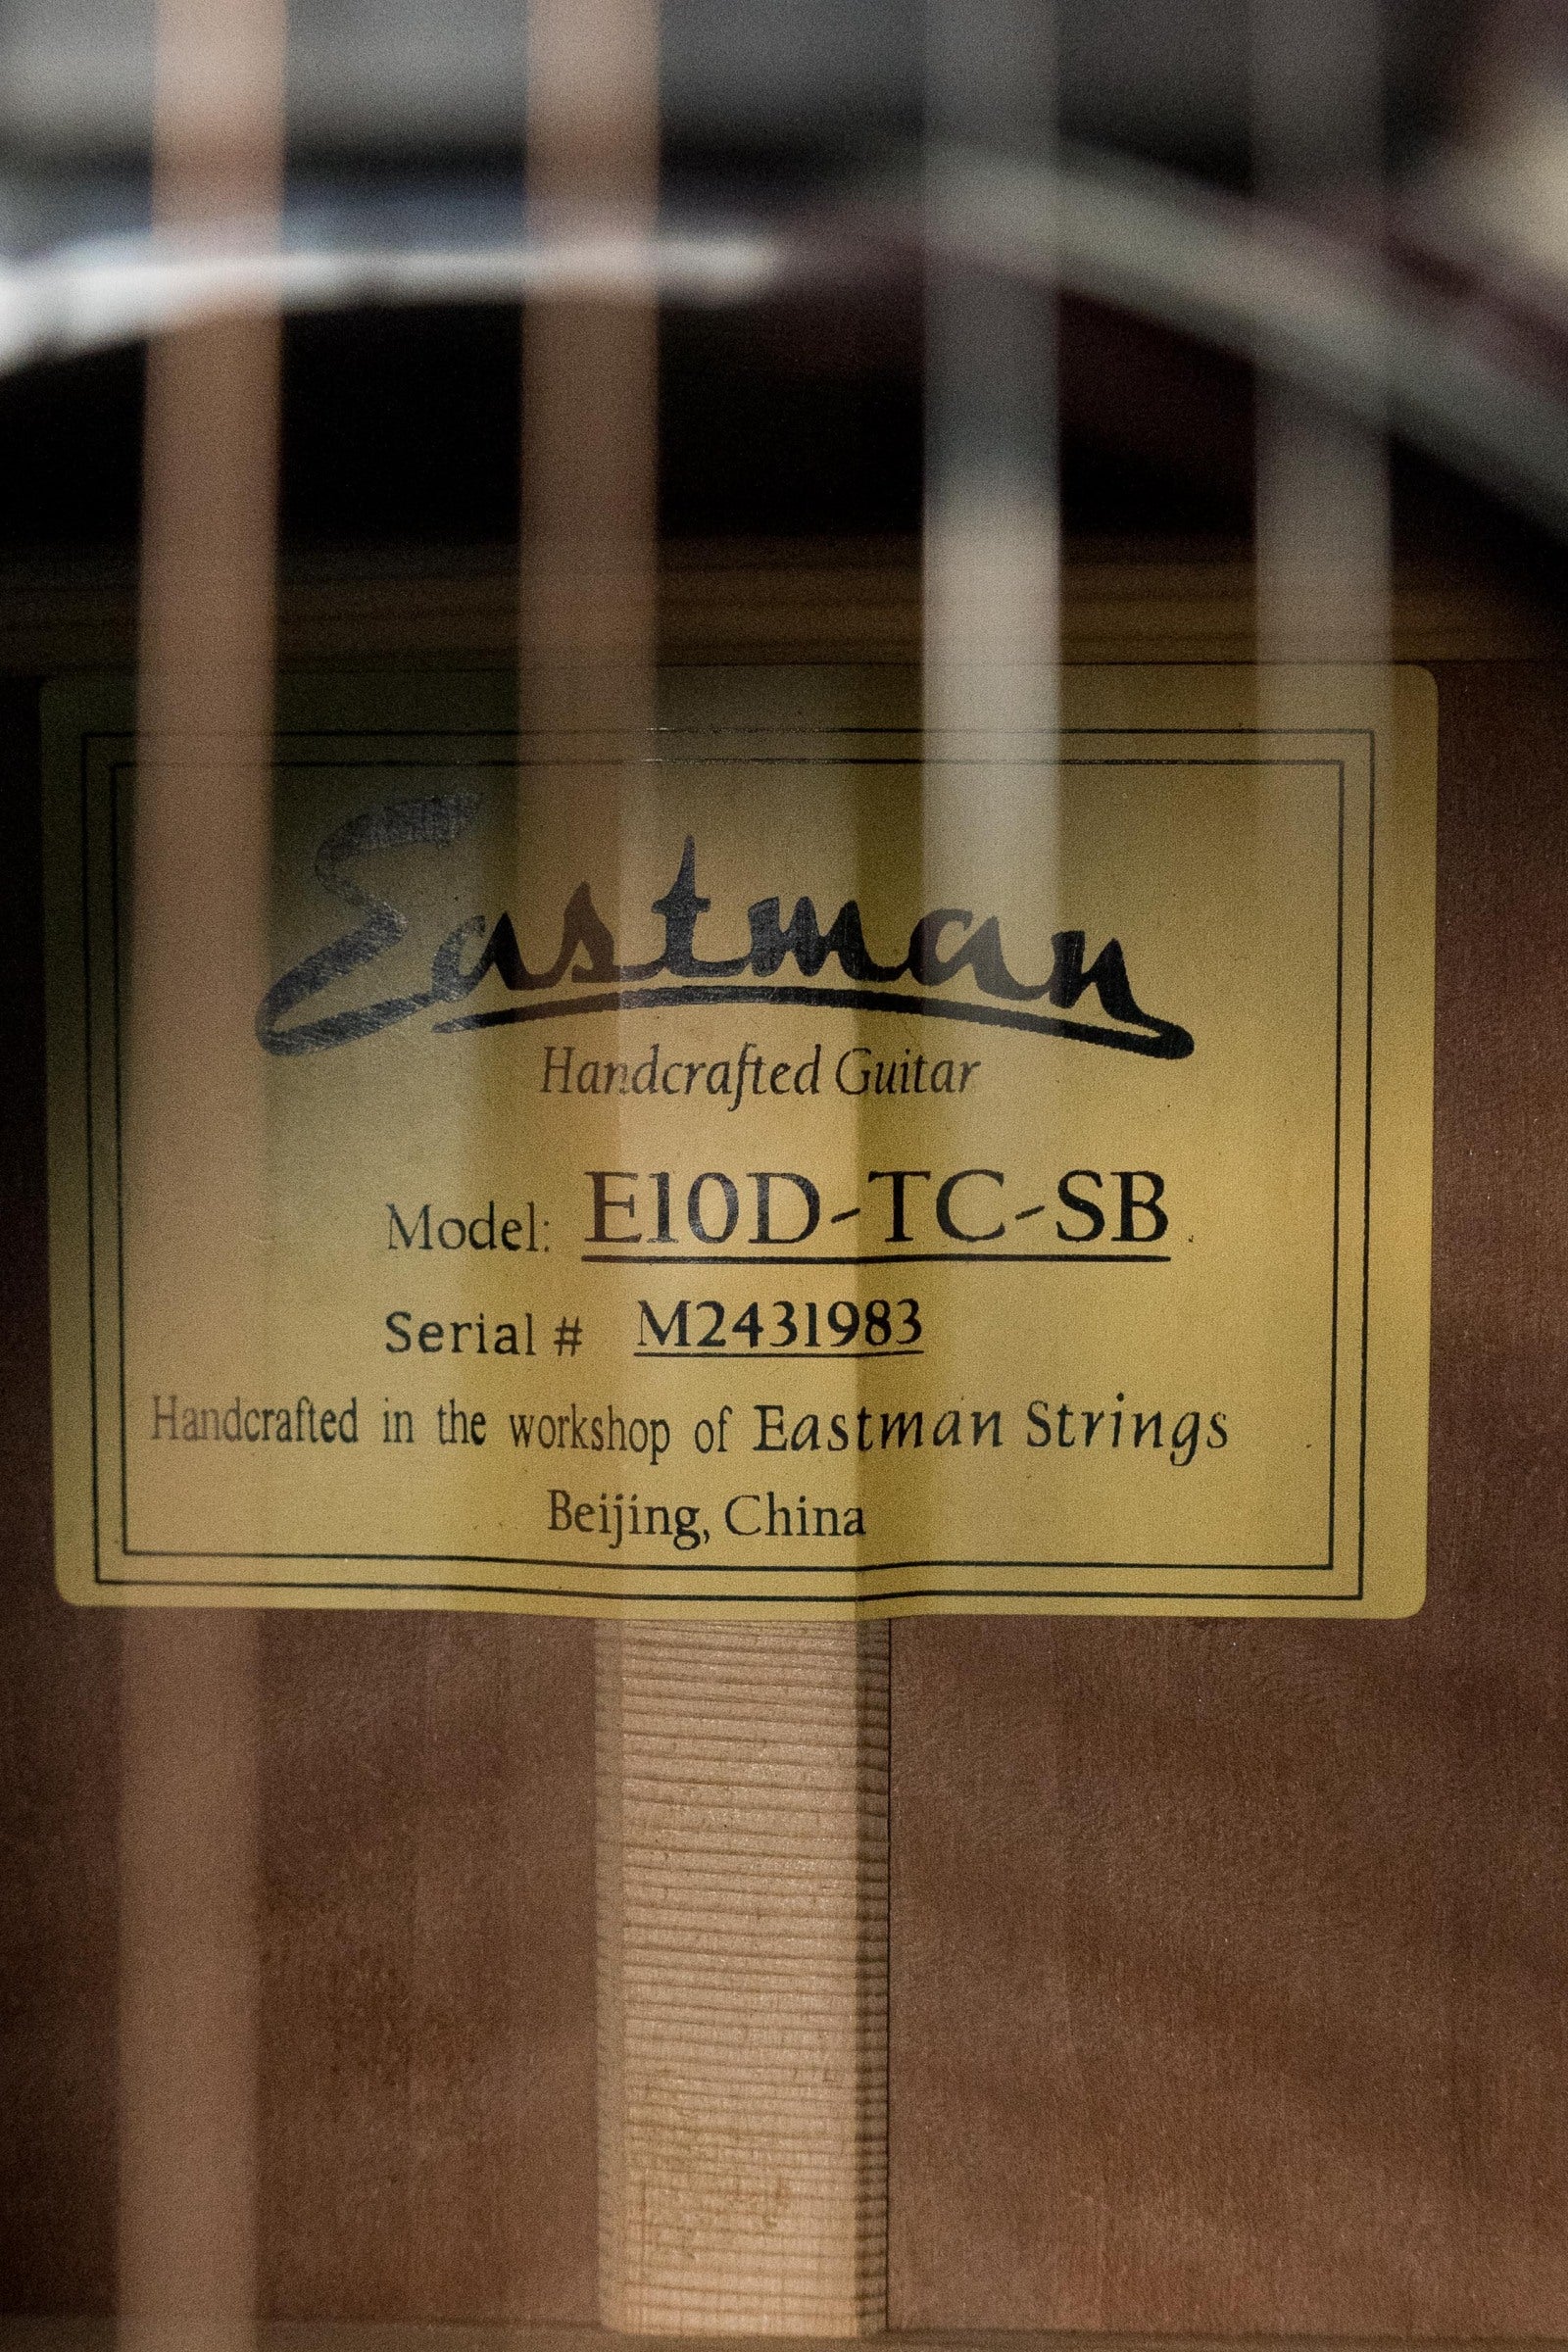 Eastman
Handcrafted Guitar
Model: E10D-TC-SB
Serial # M2431983
Handcrafted in the workshop of Eastman Strings
Beijing, China